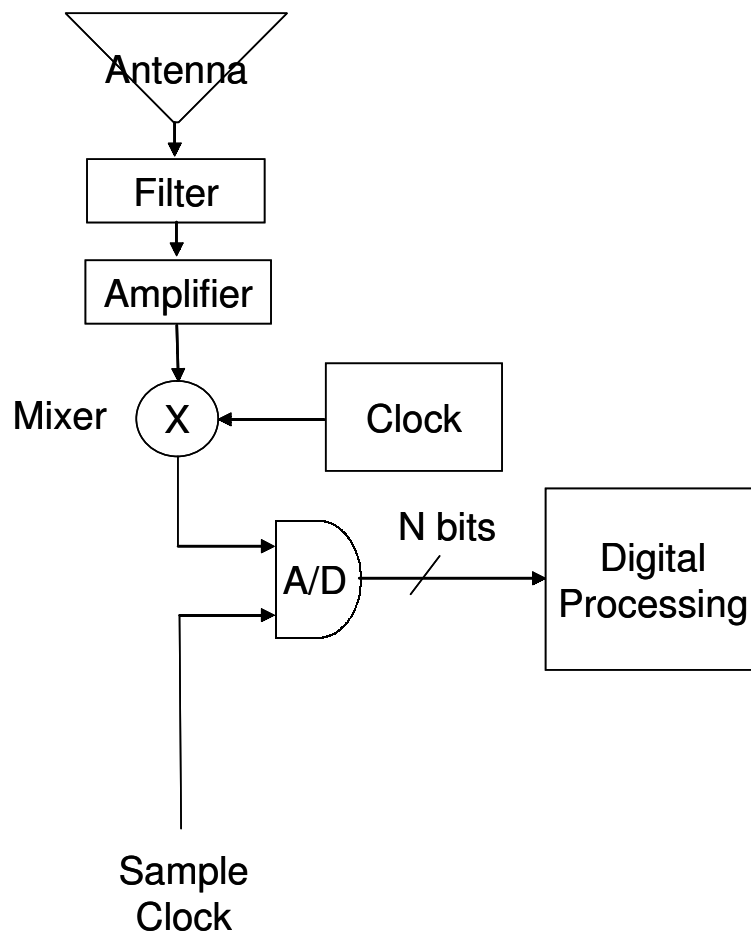 Antenna
Filter
Amplifier
Mixer
X
Clock
N bits
A/D
Digital
Processing
Sample
Clock